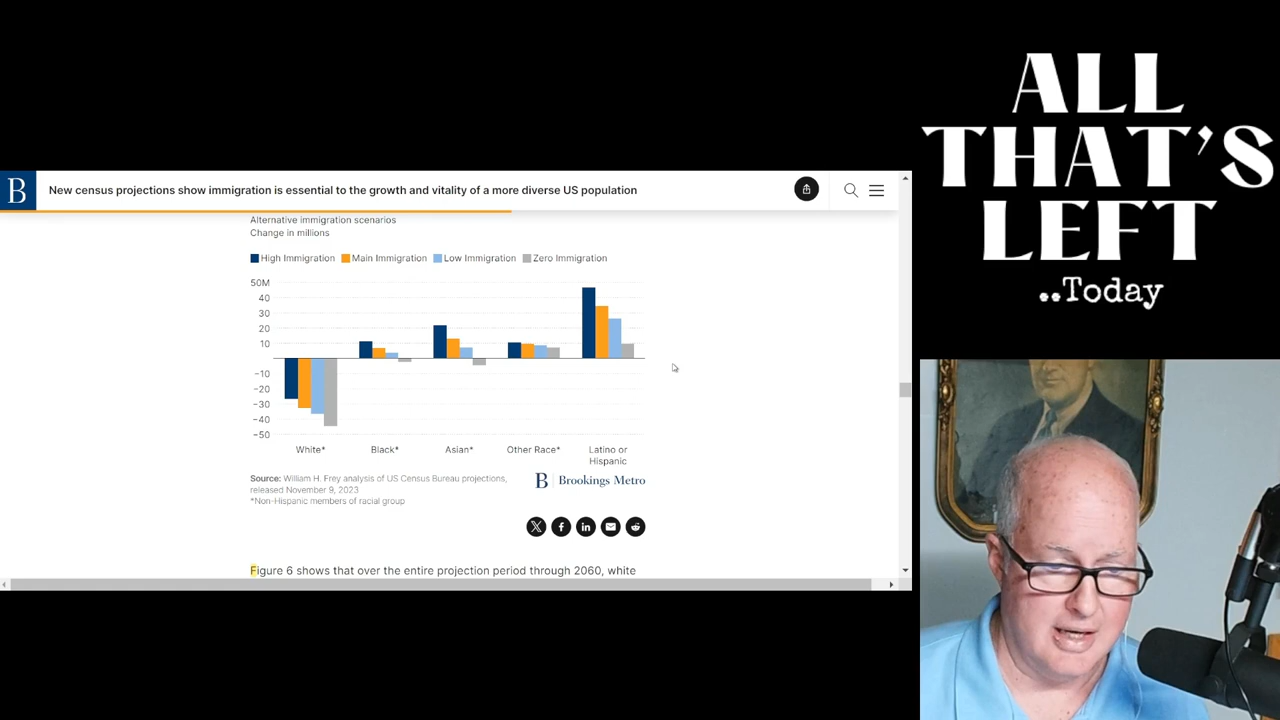 ALL
THAT'S
LEFT
..Today
B
New census projections show immigration is essential to the growth and vitality of a more diverse US population
Alternative immigration scenarios
Change in millions
High Immigration Main Immigration Low Immigration Zero Immigration
50M
40
30
20
10
−10
−20
−30
−40
−50
White* Black* Asian* Other Race* Latino or
Hispanic
Source: William H. Frey analysis of US Census Bureau projections,
released November 9, 2023
*Non-Hispanic members of racial group
B Brookings Metro
Figure 6 shows that over the entire projection period through 2060, white